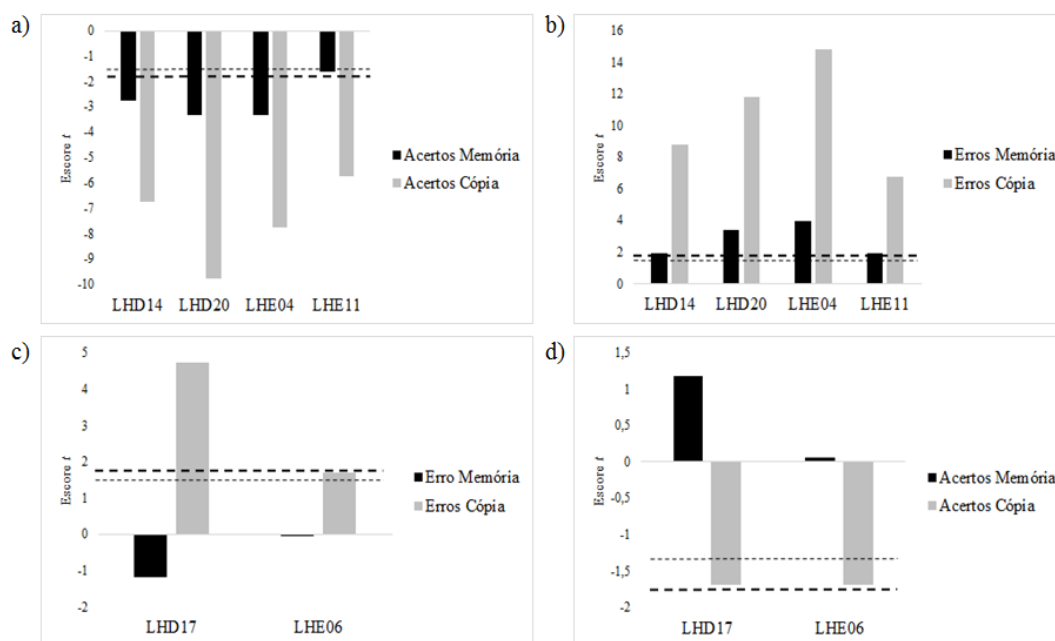 a)
0
-1
-2
-3
-4
-5
-6
-7
-8
-9
-10
Escore t
LHD14 LHD20 LHE04 LHE11
Acertos Memória
Acertos Cópia
b)
16
14
12
10
8
6
4
2
0
Escore t
LHD14 LHD20 LHE04 LHE11
Erros Memória
Erros Cópia
c)
5
4
3
2
1
0
-1
-2
Escore t
LHD17 LHE06
Erro Memória
Erros Cópia
d)
1,5
1
0,5
0
-0,5
-1
-1,5
-2
Escore t
LHD17 LHE06
Acertos Memória
Acertos Cópia